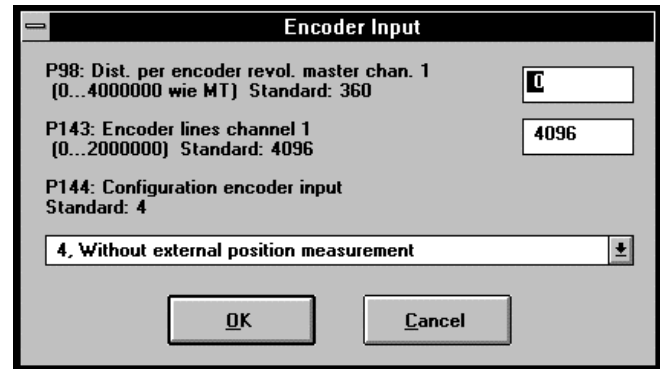 Encoder Input
P98: Dist. per encoder revol. master chan. 1
(0...4000000 wie MT) Standard: 360
0
P143: Encoder lines channel 1
(0...2000000) Standard: 4096
4096
P144: Configuration encoder input
Standard: 4
4, Without external position measurement
OK
Cancel